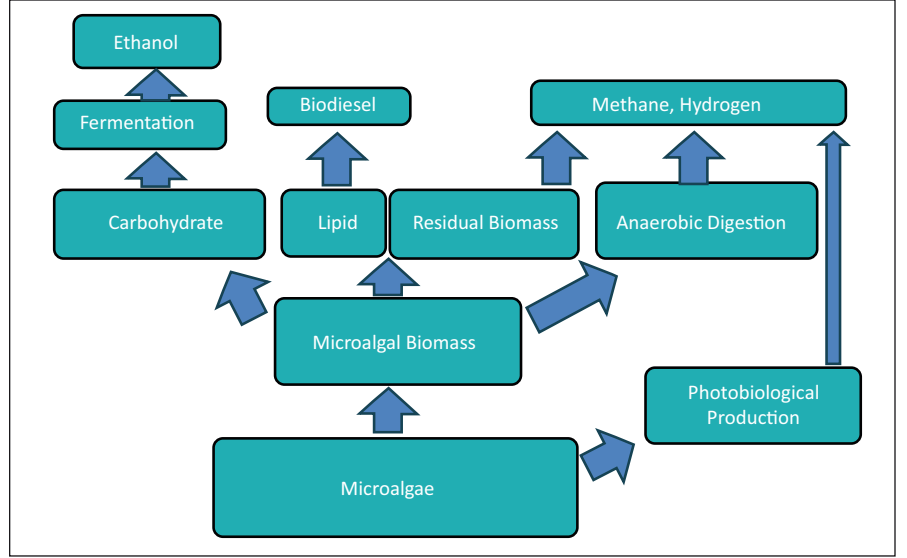 Ethanol
Fermentation
Biodiesel
Methane, Hydrogen
Carbohydrate
Lipid
Residual Biomass
Anaerobic Digestion
Microalgal Biomass
Photobiological
Production
Microalgae